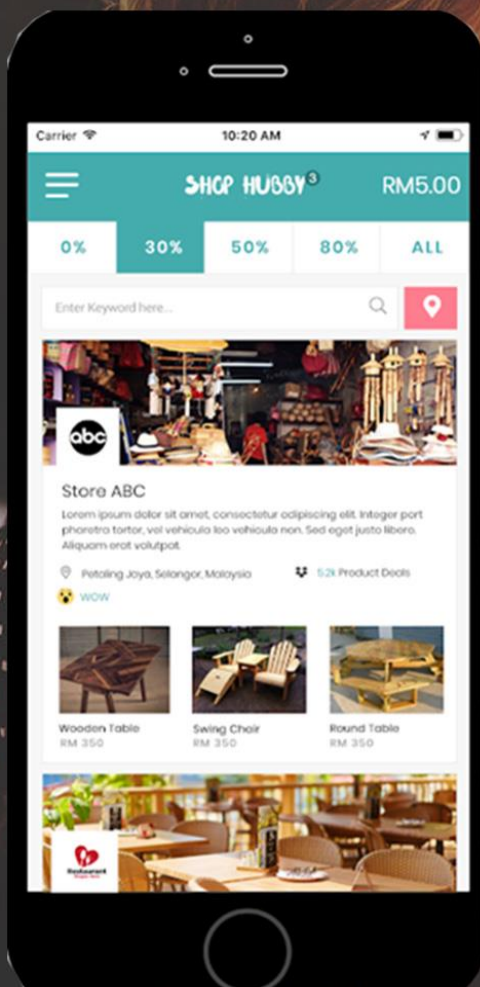 Carrier 10:20 AM
SHOP HUBBY 3 RM5.00
0% 30% 50% 80% ALL
Enter Keyword here...
abc
Store ABC
Lorem ipsum dolor sit amet, consectetur adipiscing elit. Integer port
pharetra tortor, vel vehicula leo vehicula non. Sed eget justo libero.
Aliquam erat volutpat.
Petaling Jaya, Selangor, Malaysia 5.2k Product Deals
WOW
Wooden Table Swing Chair Round Table
RM 350 RM 350 RM 350
Restaurant